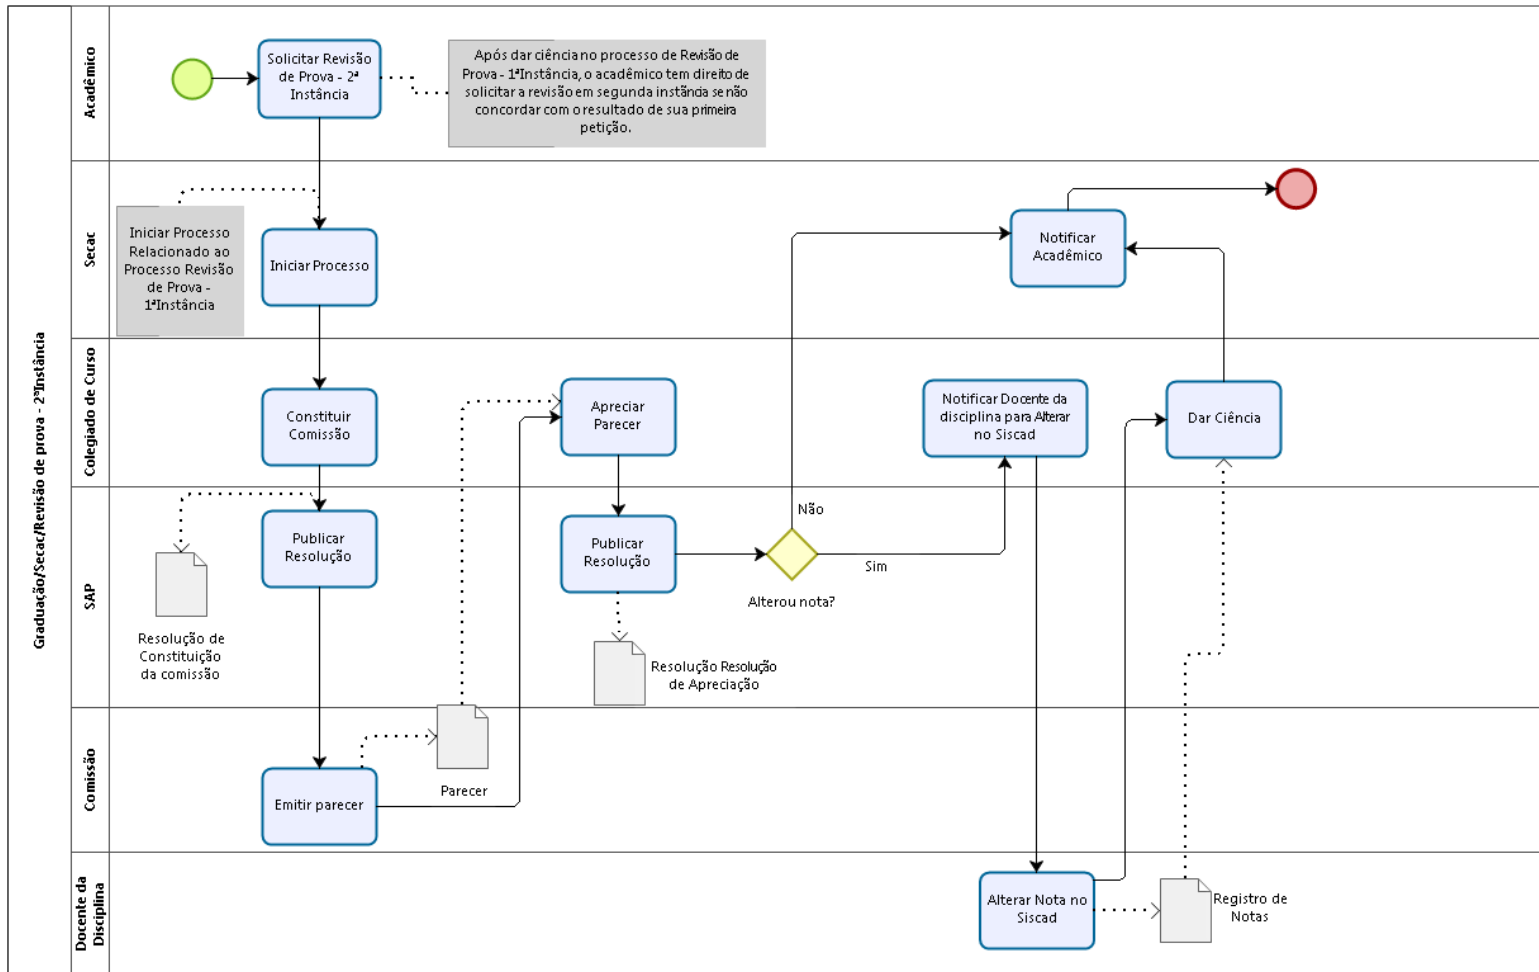 Graduação/Secac/Revisão de prova - 2ªInstância
Acadêmico
Solicitar Revisão
de Prova - 2ª
Instância
Após dar ciência no processo de Revisão de
Prova - 1ªInstância, o acadêmico tem direito de
solicitar a revisão em segunda instância se não
concordar com o resultado de sua primeira
petição.
Secac
Iniciar Processo
Relacionado ao
Processo Revisão
de Prova -
1ªInstância
Iniciar Processo
Notificar
Acadêmico
Colegiado de Curso
Constituir
Comissão
Apreciar
Parecer
Notificar Docente da
disciplina para Alterar
no Siscad
Dar Ciência
SAP
Publicar
Resolução
Resolução de
Constituição
da comissão
Publicar
Resolução
Resolução Resolução
de Apreciação
Não
Sim
Alterou nota?
Comissão
Emitir parecer
Parecer
Docente da
Disciplina
Alterar Nota no
Siscad
Registro de
Notas